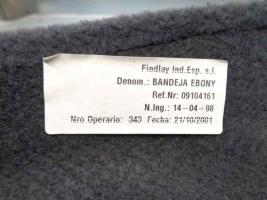 Findlay Ind.Esp. s.l.
Denom.: BANDEJA EBONY
Ref.Nr: 09104161
N.Ing.: 14-04-98
Nro Operario: 343 Fecha: 21/10/2001